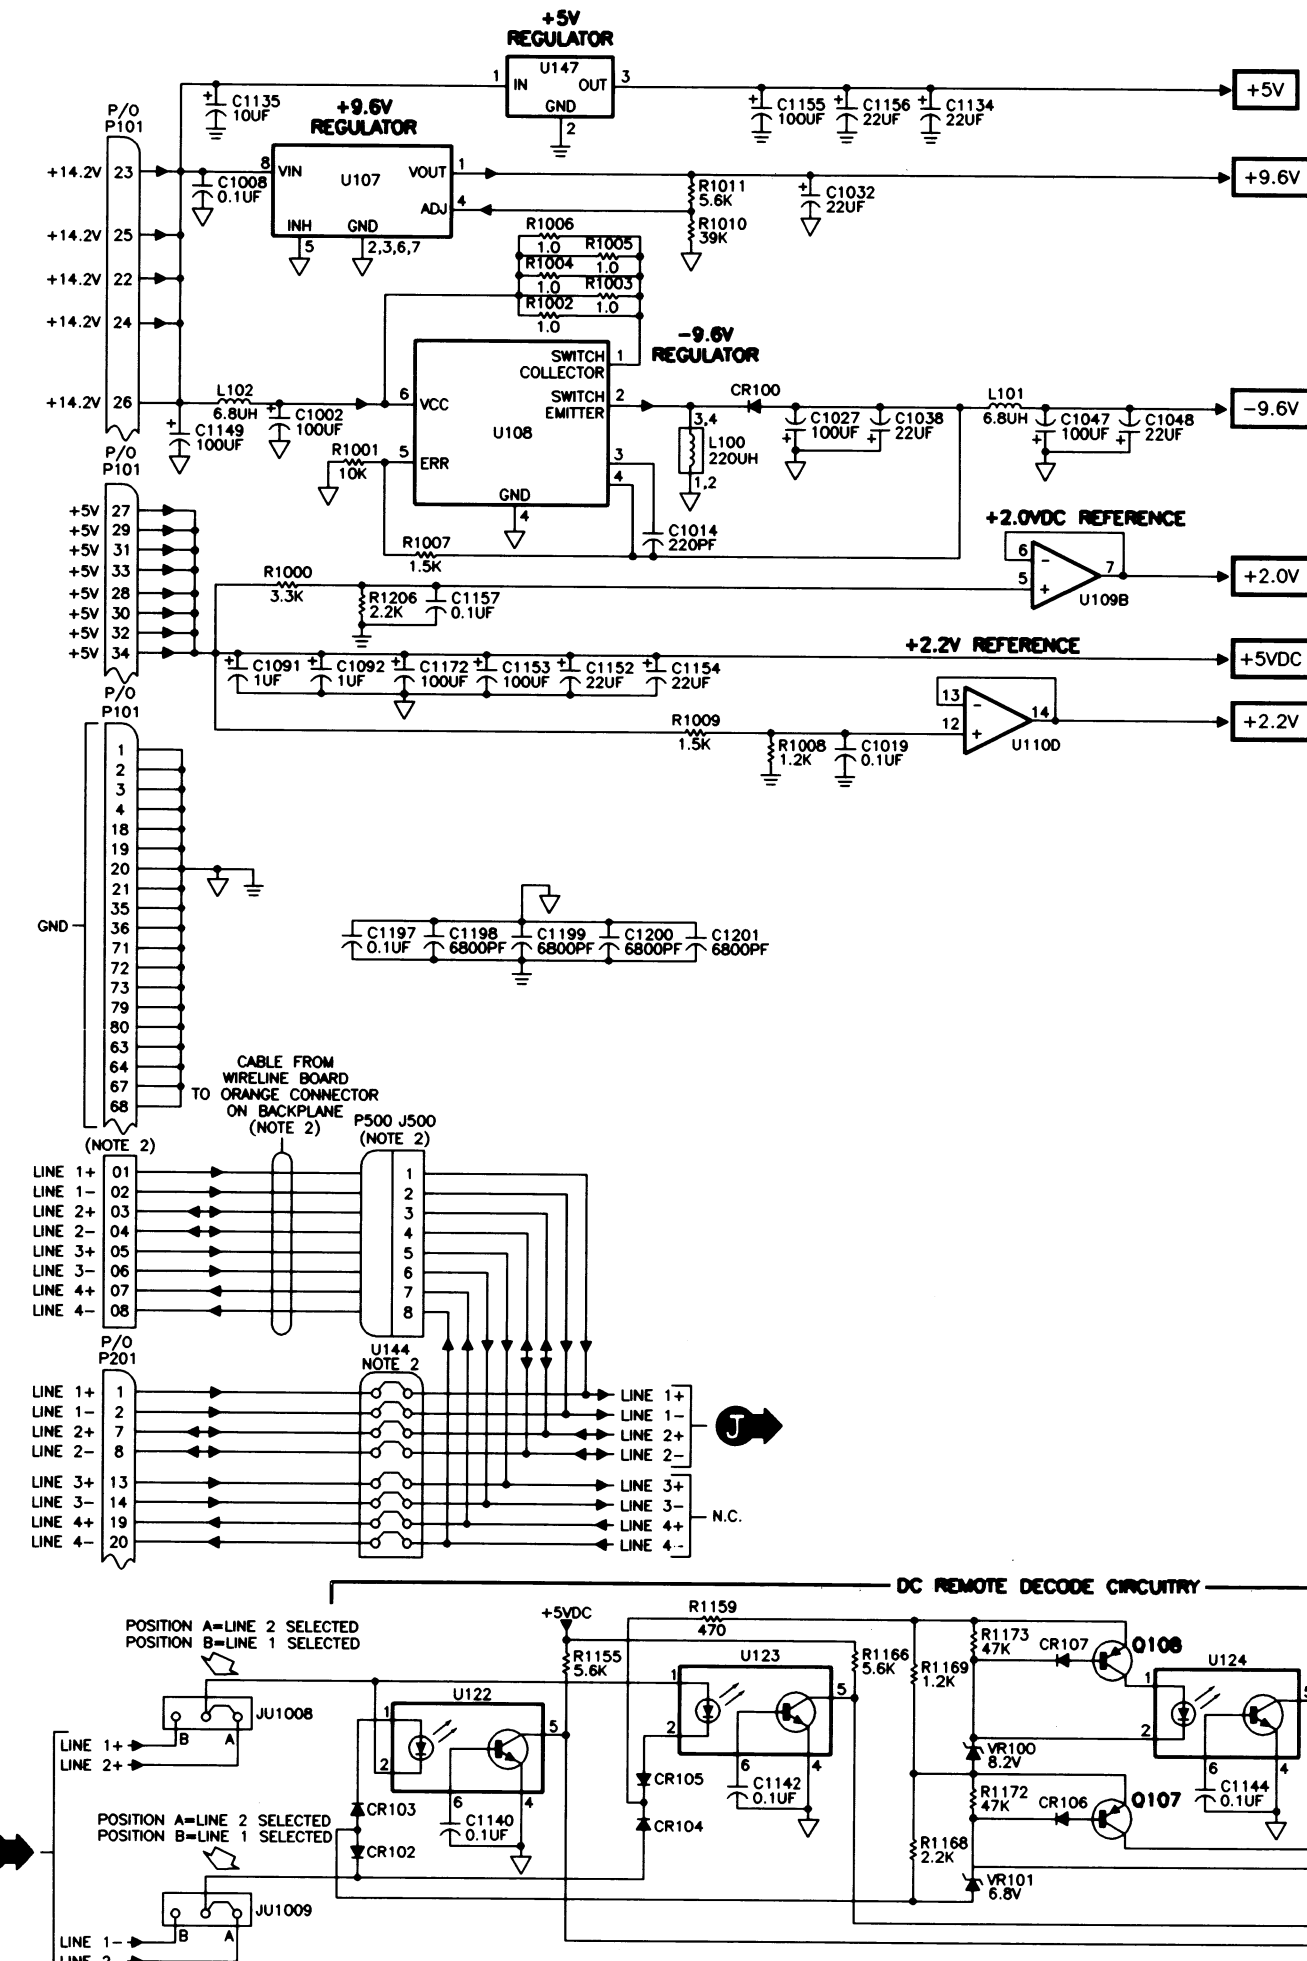 +5V
REGULATOR
U147
1 IN OUT 3
GND
2
+5V
+ C1135
10UF
+ C1155
100UF
+ C1156
22UF
+ C1134
22UF
P/O
P101
+9.6V
REGULATOR
+14.2V 23
8 VIN U107 VOUT 1
ADJ 4
INH GND
5 2,3,6,7
C1008
0.1UF
R1011
5.6K
R1010
39K
+ C1032
22UF
+9.6V
+14.2V 25
+14.2V 22
+14.2V 24
+14.2V 26
R1006
1.0
R1005
1.0
R1004
1.0
R1003
1.0
R1002
1.0
-9.6V
REGULATOR
L102
6.8UH
+ C1149
100UF
+ C1002
100UF
SWITCH
COLLECTOR 1
SWITCH
EMITTER 2
6 VCC
U108
5 ERR
3
4
GND
4
R1001
10K
CR100
3,4
L100
220UH
1,2
C1027
100UF +
C1038
22UF +
L101
6.8UH
C1047
100UF +
C1048
22UF +
-9.6V
C1014
220PF
R1007
1.5K
P/O
P101
+5V 27
+5V 29
+5V 31
+5V 33
+5V 28
+5V 30
+5V 32
+5V 34
+2.0VDC REFERENCE
R1000
3.3K
R1206
2.2K
C1157
0.1UF
6 -
5 +
7
U109B
+2.0V
+2.2V REFERENCE
+ C1091
1UF
+ C1092
1UF
+ C1172
100UF
+ C1153
100UF
+ C1152
22UF
+ C1154
22UF
+5VDC
R1009
1.5K
R1008
1.2K
C1019
0.1UF
13 -
12 +
14
U110D
+2.2V
P/O
P101
GND
1
2
3
4
18
19
20
21
35
36
71
72
73
79
80
63
64
67
68
C1197
0.1UF
C1198
6800PF
C1199
6800PF
C1200
6800PF
C1201
6800PF
CABLE FROM
WIRELINE BOARD
TO ORANGE CONNECTOR
ON BACKPLANE
(NOTE 2)
P500 J500
(NOTE 2)
(NOTE 2)
LINE 1+ 01 1
LINE 1- 02 2
LINE 2+ 03 3
LINE 2- 04 4
LINE 3+ 05 5
LINE 3- 06 6
LINE 4+ 07 7
LINE 4- 08 8
P/O
P201
U144
NOTE 2
LINE 1+ 1 LINE 1+
LINE 1- 2 LINE 1-
LINE 2+ 7 LINE 2+
LINE 2- 8 LINE 2-
LINE 3+ 13 LINE 3+
LINE 3- 14 LINE 3-
LINE 4+ 19 LINE 4+
LINE 4- 20 LINE 4-
J
N.C.
DC REMOTE DECODE CIRCUITRY
POSITION A=LINE 2 SELECTED
POSITION B=LINE 1 SELECTED
JU1008
B A
LINE 1+
LINE 2+
POSITION A=LINE 2 SELECTED
POSITION B=LINE 1 SELECTED
JU1009
B A
LINE 1-
LINE 2
+5VDC
R1155
5.6K
U122
1
2
5
6
4
C1140
0.1UF
CR103
CR102
R1159
470
U123
1
2
5
6
4
C1142
0.1UF
CR105
CR104
R1166
5.6K
R1169
1.2K
R1173
47K
CR107
Q108
VR100
8.2V
R1172
47K
CR106
Q107
R1168
2.2K
VR101
6.8V
U124
1
2
5
6
4
C1144
0.1UF